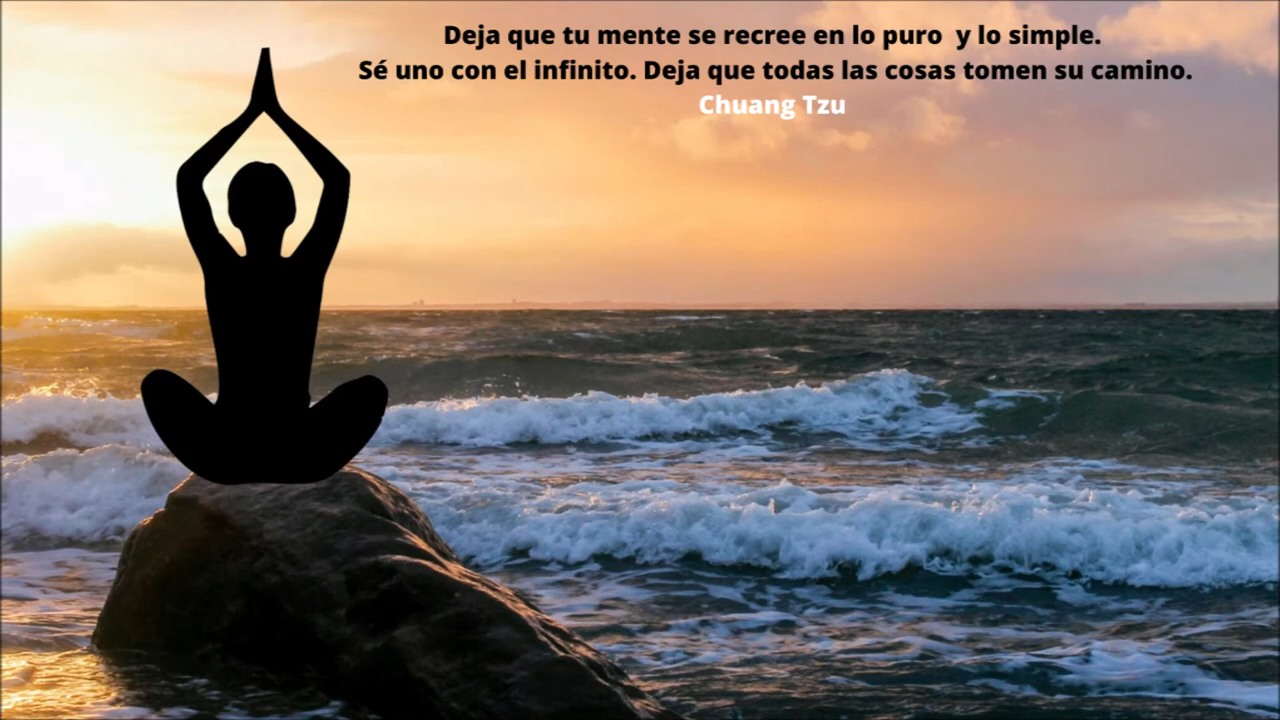 Deja que tu mente se recree en lo puro  y lo simple.
Sé uno con el infinito. Deja que todas las cosas tomen su camino.
Chuang Tzu